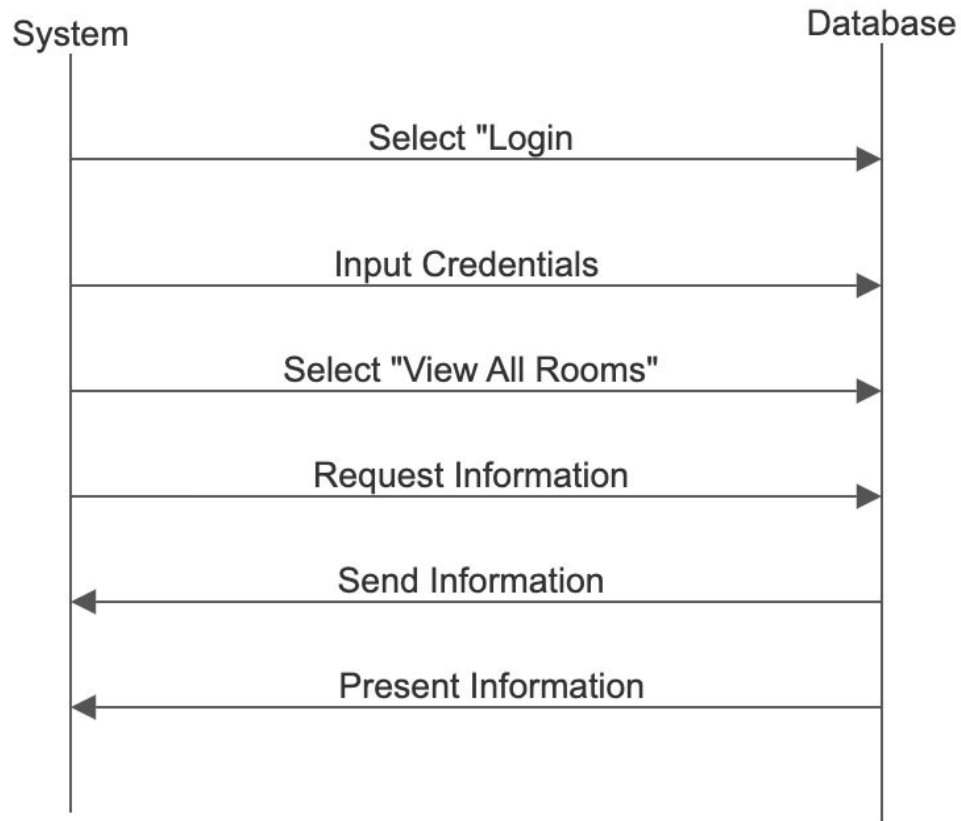 System
Database
Select "Login
Input Credentials
Select "View All Rooms"
Request Information
Send Information
Present Information